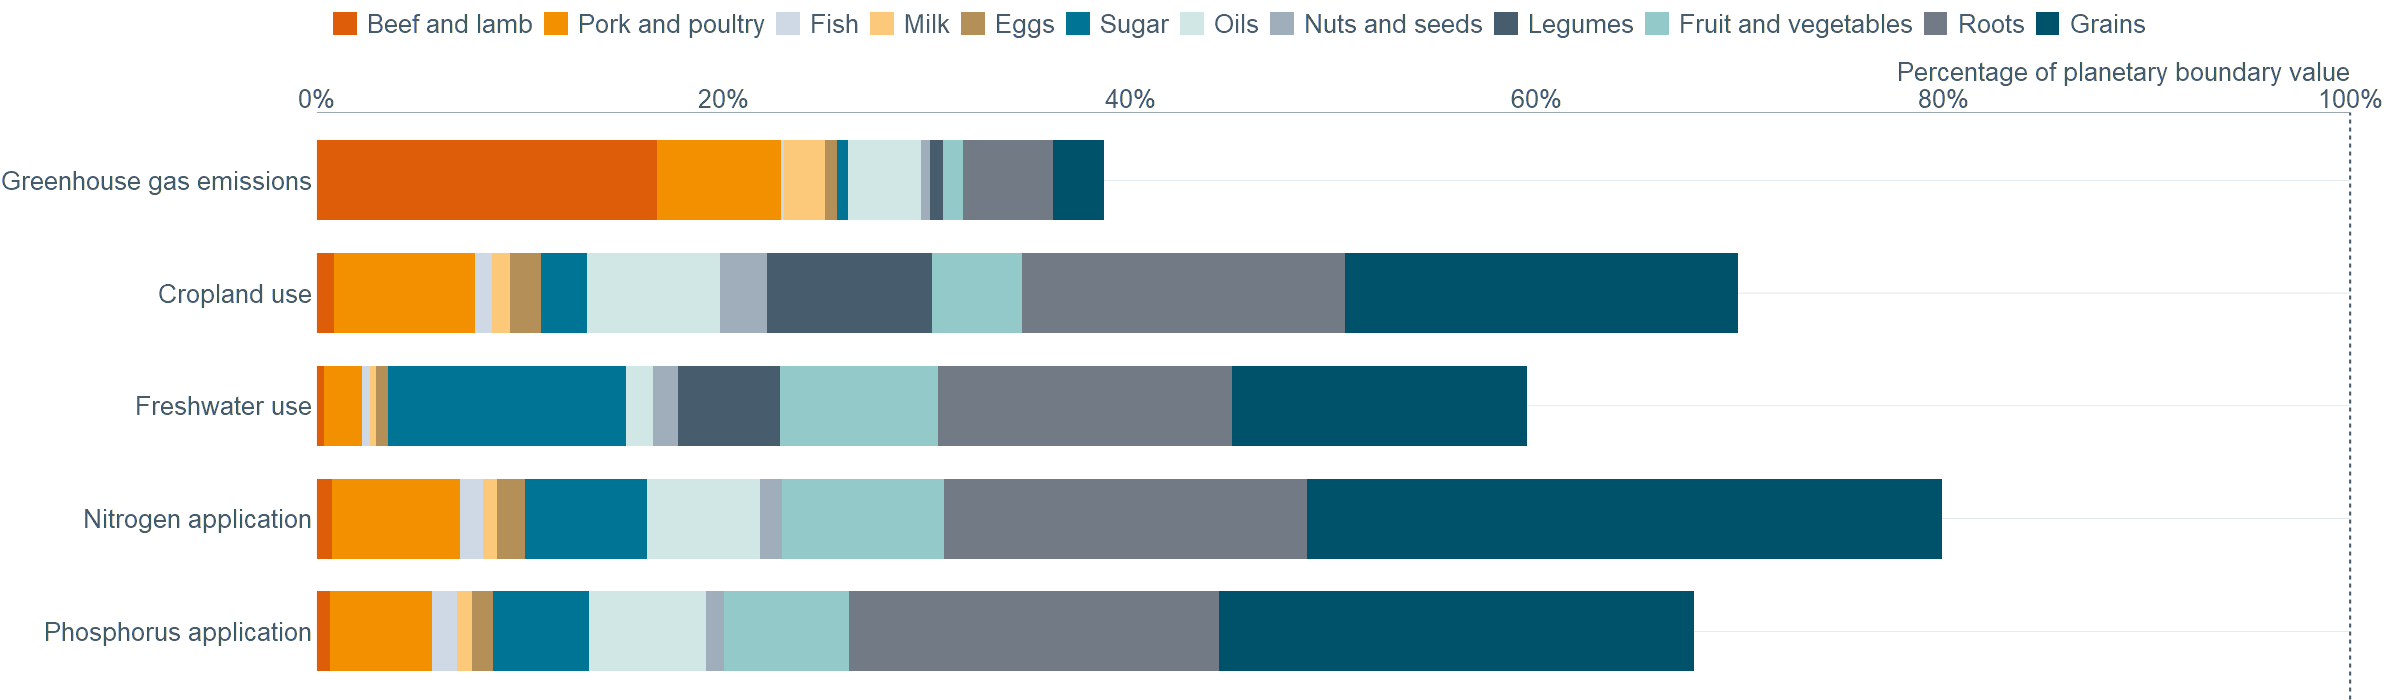 Beef and lamb Pork and poultry Fish Milk Eggs Sugar Oils Nuts and seeds Legumes Fruit and vegetables Roots Grains
Percentage of planetary boundary value
0% 20% 40% 60% 80% 100%
Greenhouse gas emissions
Cropland use
Freshwater use
Nitrogen application
Phosphorus application